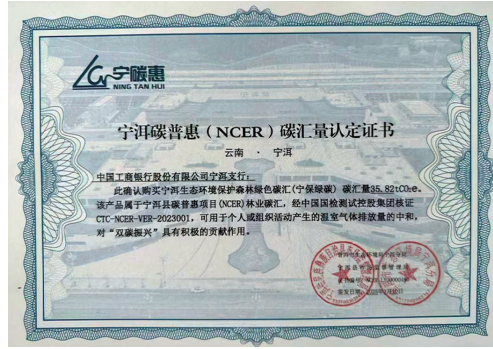 宁碳惠
NING TAN HUI
宁洱碳普惠（NCER）碳汇量认定证书
云南 · 宁洱
中国工商银行股份有限公司宁洱支行：
此确认购买宁洱生态环境保护森林绿色碳汇(宁保绿碳) 碳汇量35.82tCO₂e。
该产品属于宁洱县碳普惠项目(NCER)林业碳汇，经中国国检测试控股集团核证
CTC-NCER-VER-2023001，可用于个人或组织活动产生的温室气体排放量的中和，
对“双碳振兴”具有积极的贡献作用。